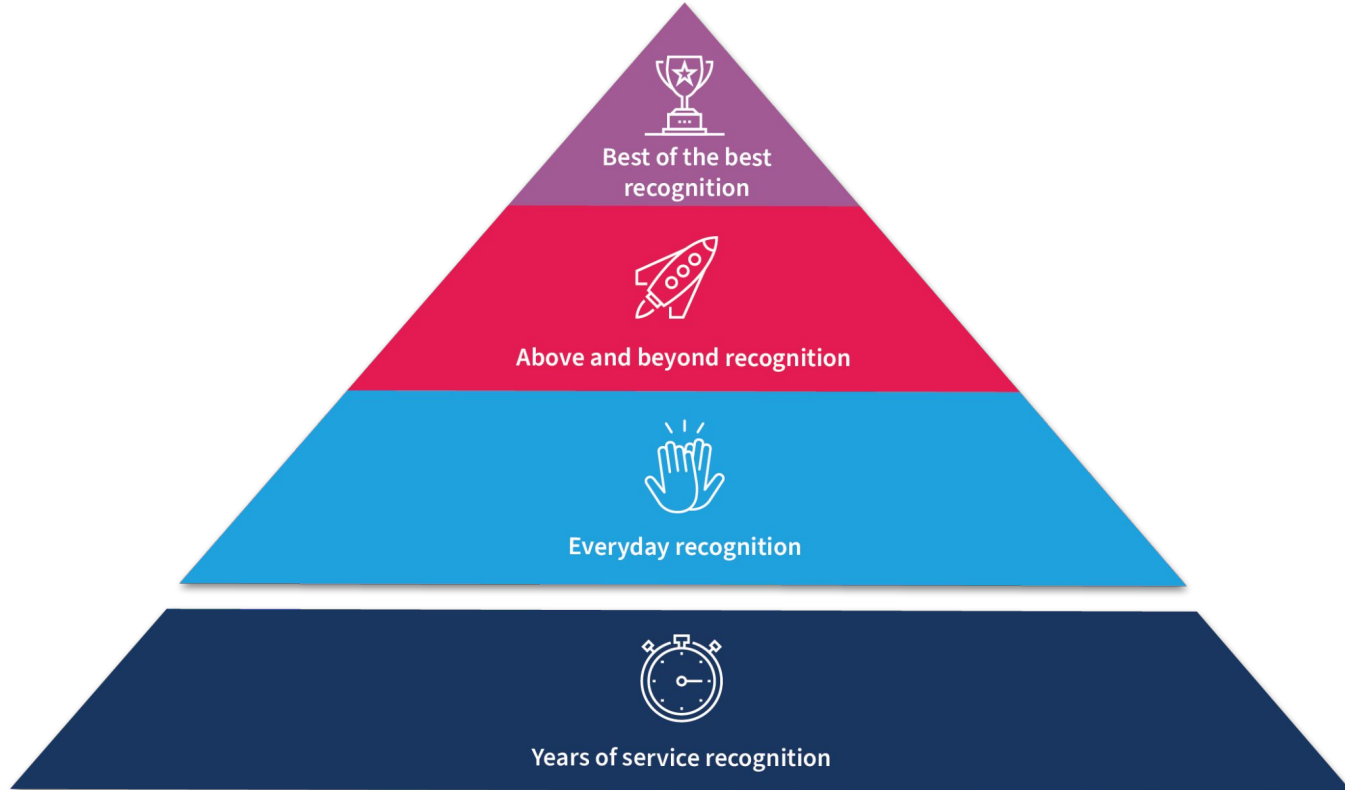 Best of the best
recognition
Above and beyond recognition
Everyday recognition
Years of service recognition